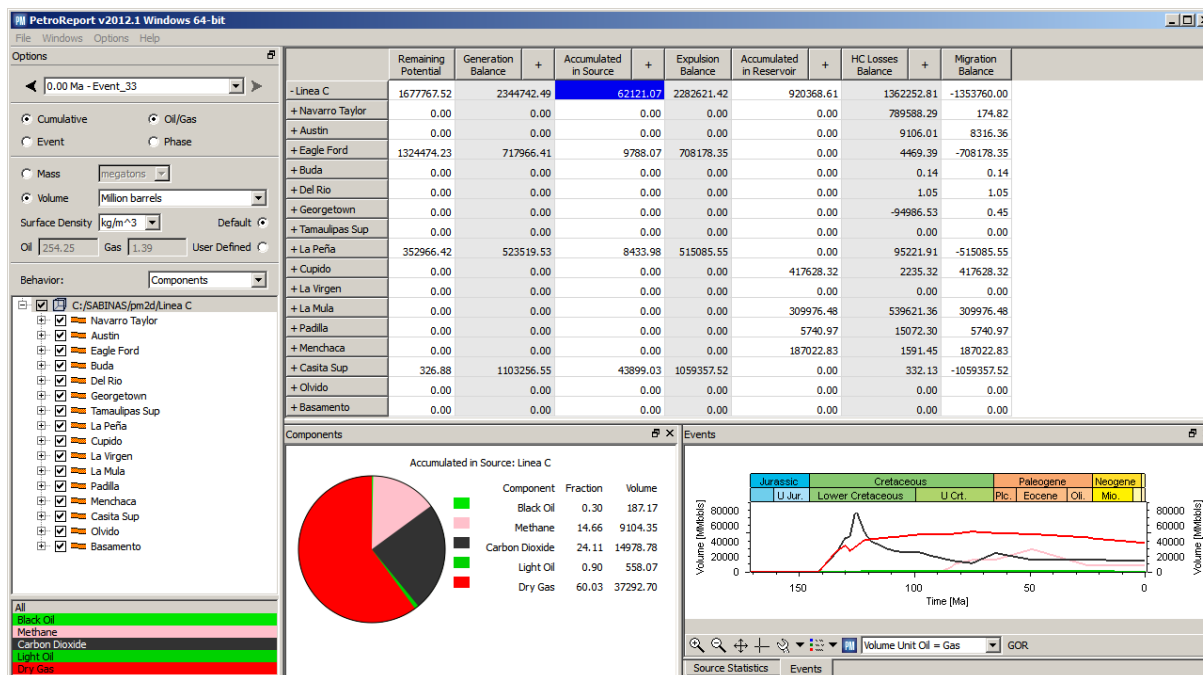 PM PetroReport v2012.1 Windows 64-bit
File Windows Options Help
Options
0.00 Ma - Event_33
Cumulative Oil/Gas
Event Phase
Mass megatons
Volume Million barrels
Surface Density kg/m^3 Default
Oil 254.25 Gas 1.39 User Defined
Behavior: Components
C:/SABINAS/pm2d/Linea C
Navarro Taylor
Austin
Eagle Ford
Buda
Del Rio
Georgetown
Tamaulipas Sup
La Peña
Cupido
La Virgen
La Mula
Padilla
Menchaca
Casita Sup
Olvido
Basamento
All
Black Oil
Methane
Carbon Dioxide
Light Oil
Dry Gas
Remaining Potential Generation Balance + Accumulated in Source + Expulsion Balance Accumulated in Reservoir + HC Losses Balance + Migration Balance
- Linea C 1677767.52 2344742.49 62121.07 2282621.42 920368.61 1362252.81 -1353760.00
+ Navarro Taylor 0.00 0.00 0.00 0.00 0.00 789588.29 174.82
+ Austin 0.00 0.00 0.00 0.00 0.00 9106.01 8316.36
+ Eagle Ford 1324474.23 717966.41 9788.07 708178.35 0.00 4469.39 -708178.35
+ Buda 0.00 0.00 0.00 0.00 0.00 0.14 0.14
+ Del Rio 0.00 0.00 0.00 0.00 0.00 1.05 1.05
+ Georgetown 0.00 0.00 0.00 0.00 0.00 -94986.53 0.45
+ Tamaulipas Sup 0.00 0.00 0.00 0.00 0.00 0.00 0.00
+ La Peña 352966.42 523519.53 8433.98 515085.55 0.00 95221.91 -515085.55
+ Cupido 0.00 0.00 0.00 0.00 417628.32 2235.32 417628.32
+ La Virgen 0.00 0.00 0.00 0.00 0.00 0.00 0.00
+ La Mula 0.00 0.00 0.00 0.00 309976.48 539621.36 309976.48
+ Padilla 0.00 0.00 0.00 0.00 5740.97 15072.30 5740.97
+ Menchaca 0.00 0.00 0.00 0.00 187022.83 1591.45 187022.83
+ Casita Sup 326.88 1103256.55 43899.03 1059357.52 0.00 332.13 -1059357.52
+ Olvido 0.00 0.00 0.00 0.00 0.00 0.00 0.00
+ Basamento 0.00 0.00 0.00 0.00 0.00 0.00 0.00
Components
Accumulated in Source: Linea C
Component Fraction Volume
Black Oil 0.30 187.17
Methane 14.66 9104.35
Carbon Dioxide 24.11 14978.78
Light Oil 0.90 558.07
Dry Gas 60.03 37292.70
Events
Jurassic Cretaceous Paleogene Neogene
U Jur. Lower Cretaceous U Crt. Plc. Eocene Oli. Mio.
Volume [MMbbls]
80000 80000
60000 60000
40000 40000
20000 20000
0 0
Volume [MMbbls]
150 100 50 0
Time [Ma]
PM Volume Unit Oil = Gas GOR
Source Statistics Events